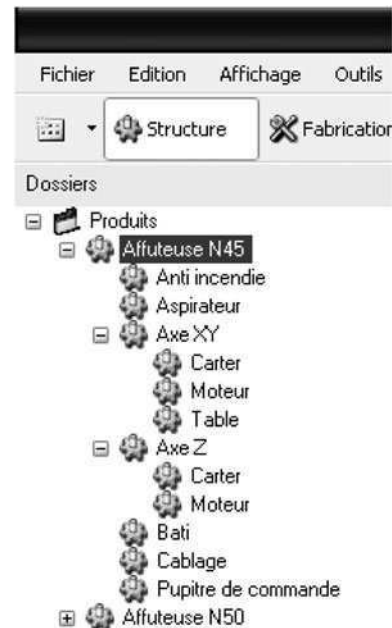 Fichier Edition Affichage Outils
Structure Fabrication
Dossiers
Produits
Affuteuse N45
Anti incendie
Aspirateur
Axe XY
Carter
Moteur
Table
Axe Z
Carter
Moteur
Bati
Cablage
Pupitre de commande
Affuteuse N50